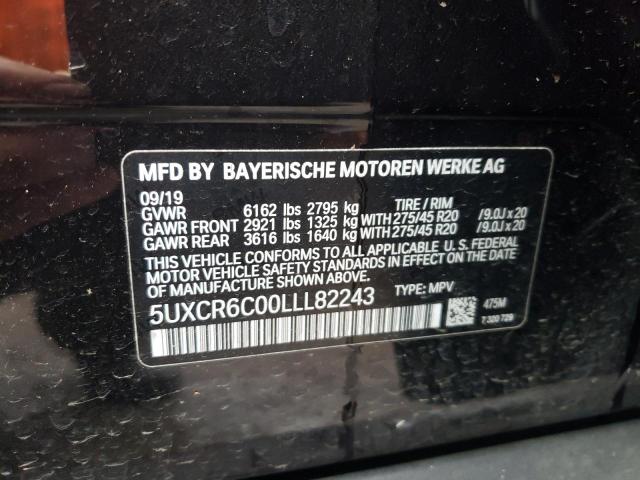 MFD BY BAYERISCHE MOTOREN WERKE AG
09/19 TIRE / RIM
GVWR 6162 lbs 2795 kg
GAWR FRONT 2921 lbs 1325 kg WITH 275/45 R20 /9.0J x 20
GAWR REAR 3616 lbs 1640 kg WITH 275/45 R20 /9.0J x 20
THIS VEHICLE CONFORMS TO ALL APPLICABLE U. S. FEDERAL
MOTOR VEHICLE SAFETY STANDARDS IN EFFECT ON THE DATE
OF MANUFACTURE SHOWN ABOVE.
5UXCR6C00LLL82243 TYPE: MPV
475M
7 320 729